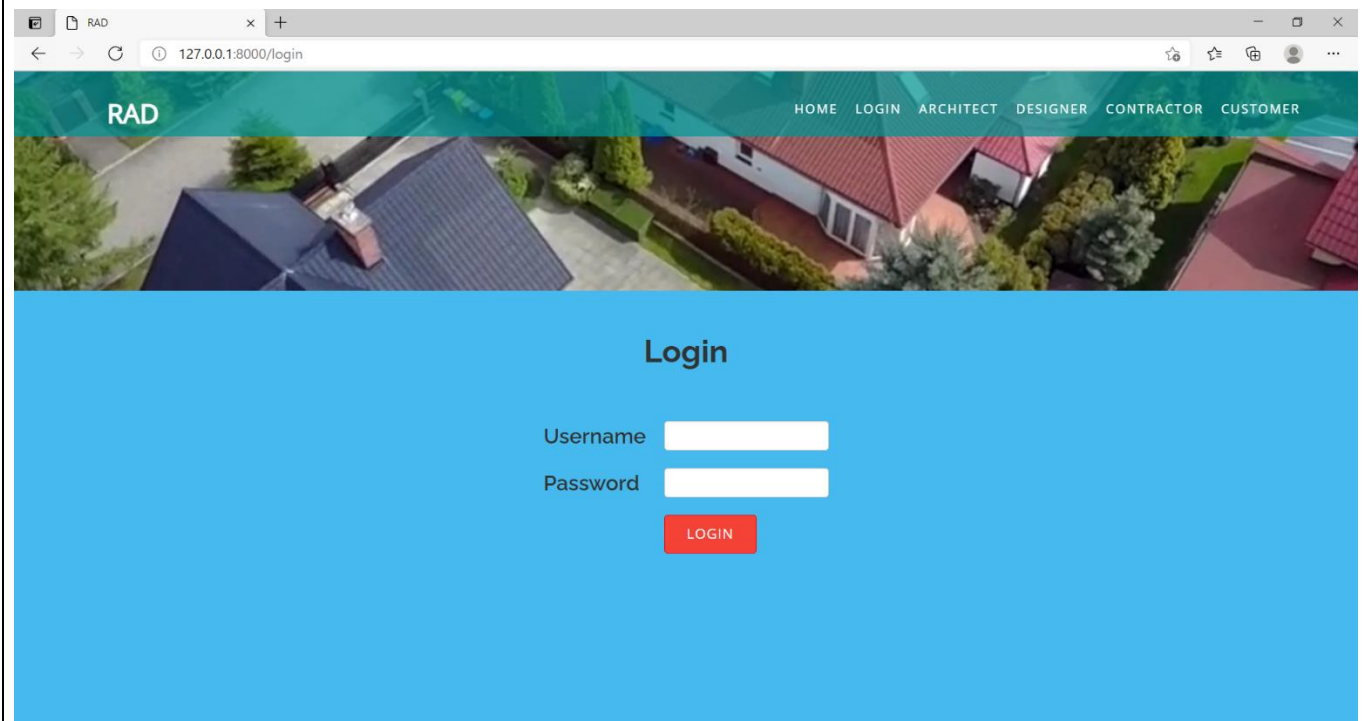 RAD
127.0.0.1:8000/login
RAD
HOME LOGIN ARCHITECT DESIGNER CONTRACTOR CUSTOMER
Login
Username
Password
LOGIN